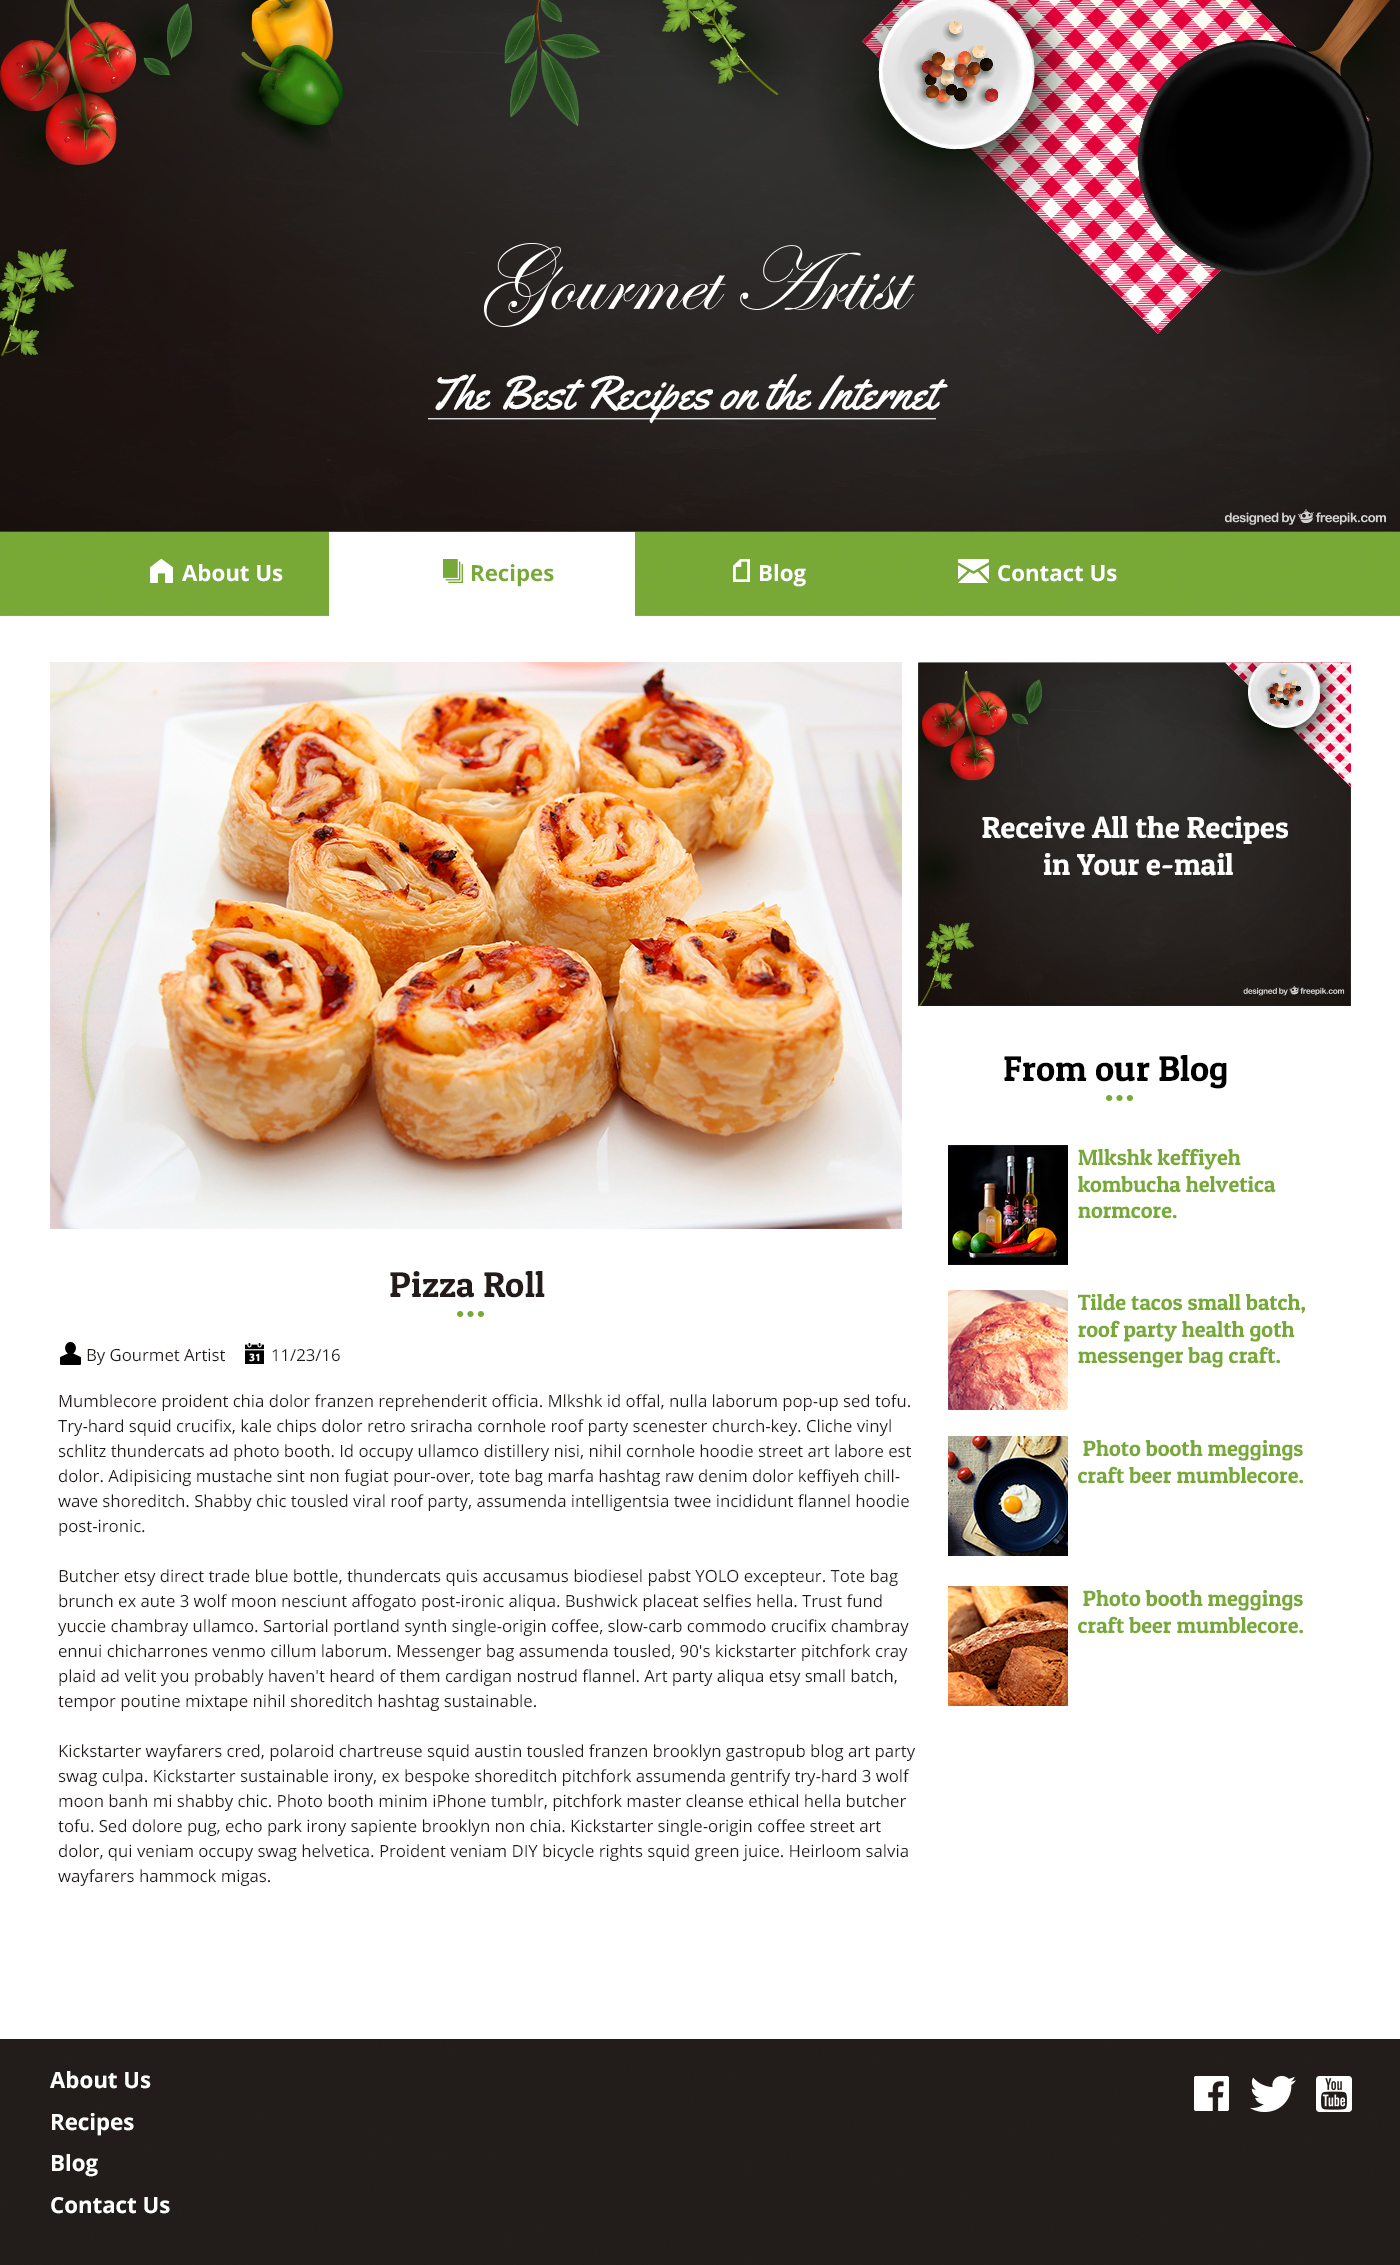 Gourmet Artist
The Best Recipes on the Internet
designed by freepik.com
About Us
Recipes
Blog
Contact Us
Receive All the Recipes
in Your e-mail
designed by freepik.com
Pizza Roll
By Gourmet Artist
31
11/23/16
Mumblecore proident chia dolor franzen reprehenderit officia. Mlkshk id offal, nulla laborum pop-up sed tofu.
Try-hard squid crucifix, kale chips dolor retro sriracha cornhole roof party scenester church-key. Cliche vinyl
schlitz thundercats ad photo booth. Id occupy ullamco distillery nisi, nihil cornhole hoodie street art labore est
dolor. Adipisicing mustache sint non fugiat pour-over, tote bag marfa hashtag raw denim dolor keffiyeh chill-
wave shoreditch. Shabby chic tousled viral roof party, assumenda intelligentsia twee incididunt flannel hoodie
post-ironic.
Butcher etsy direct trade blue bottle, thundercats quis accusamus biodiesel pabst YOLO excepteur. Tote bag
brunch ex aute 3 wolf moon nesciunt affogato post-ironic aliqua. Bushwick placeat selfies hella. Trust fund
yuccie chambray ullamco. Sartorial portland synth single-origin coffee, slow-carb commodo crucifix chambray
ennui chicharrones venmo cillum laborum. Messenger bag assumenda tousled, 90's kickstarter pitchfork cray
plaid ad velit you probably haven't heard of them cardigan nostrud flannel. Art party aliqua etsy small batch,
tempor poutine mixtape nihil shoreditch hashtag sustainable.
Kickstarter wayfarers cred, polaroid chartreuse squid austin tousled franzen brooklyn gastropub blog art party
swag culpa. Kickstarter sustainable irony, ex bespoke shoreditch pitchfork assumenda gentrify try-hard 3 wolf
moon banh mi shabby chic. Photo booth minim iPhone tumblr, pitchfork master cleanse ethical hella butcher
tofu. Sed dolore pug, echo park irony sapiente brooklyn non chia. Kickstarter single-origin coffee street art
dolor, qui veniam occupy swag helvetica. Proident veniam DIY bicycle rights squid green juice. Heirloom salvia
wayfarers hammock migas.
From our Blog
Mlkshk keffiyeh
kombucha helvetica
normcore.
Tilde tacos small batch,
roof party health goth
messenger bag craft.
Photo booth meggings
craft beer mumblecore.
Photo booth meggings
craft beer mumblecore.
About Us
Recipes
Blog
Contact Us
You
Tube